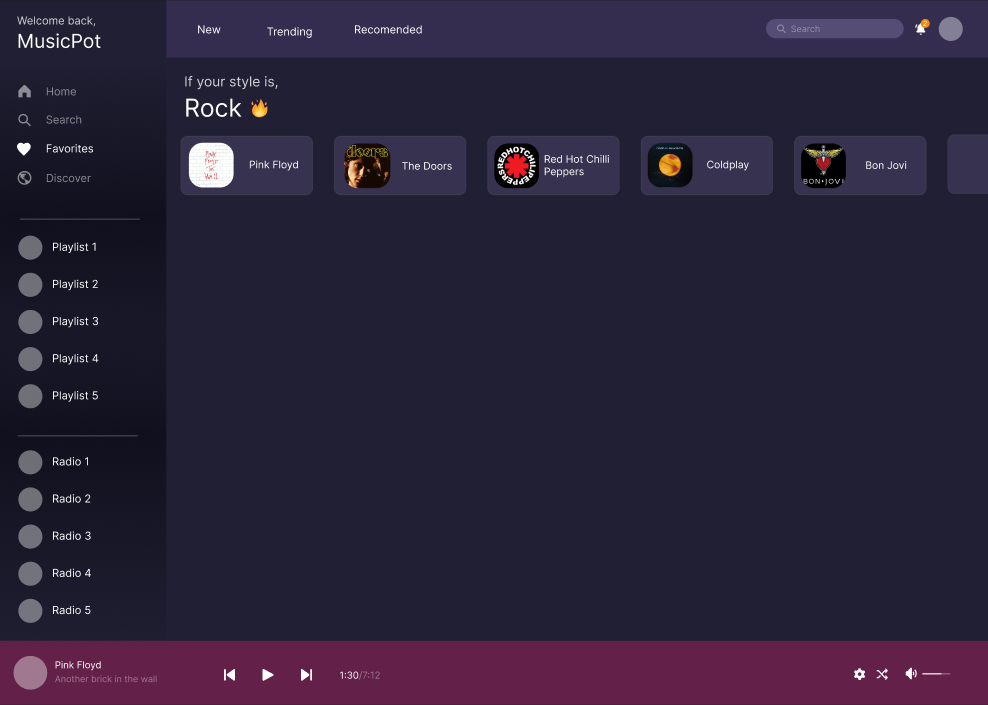 Welcome back,
MusicPot
New
Trending
Recomended
Search
2
Home
Search
Favorites
Discover
Playlist 1
Playlist 2
Playlist 3
Playlist 4
Playlist 5
Radio 1
Radio 2
Radio 3
Radio 4
Radio 5
If your style is,
Rock
PINK
FLOYD
THE
WALL
Pink Floyd
doors
The Doors
REDHOTCHILIPEPPERS
Red Hot Chilli
Peppers
Coldplay
BON•JOVI
Bon Jovi
Pink Floyd
Another brick in the wall
1:30/7:12